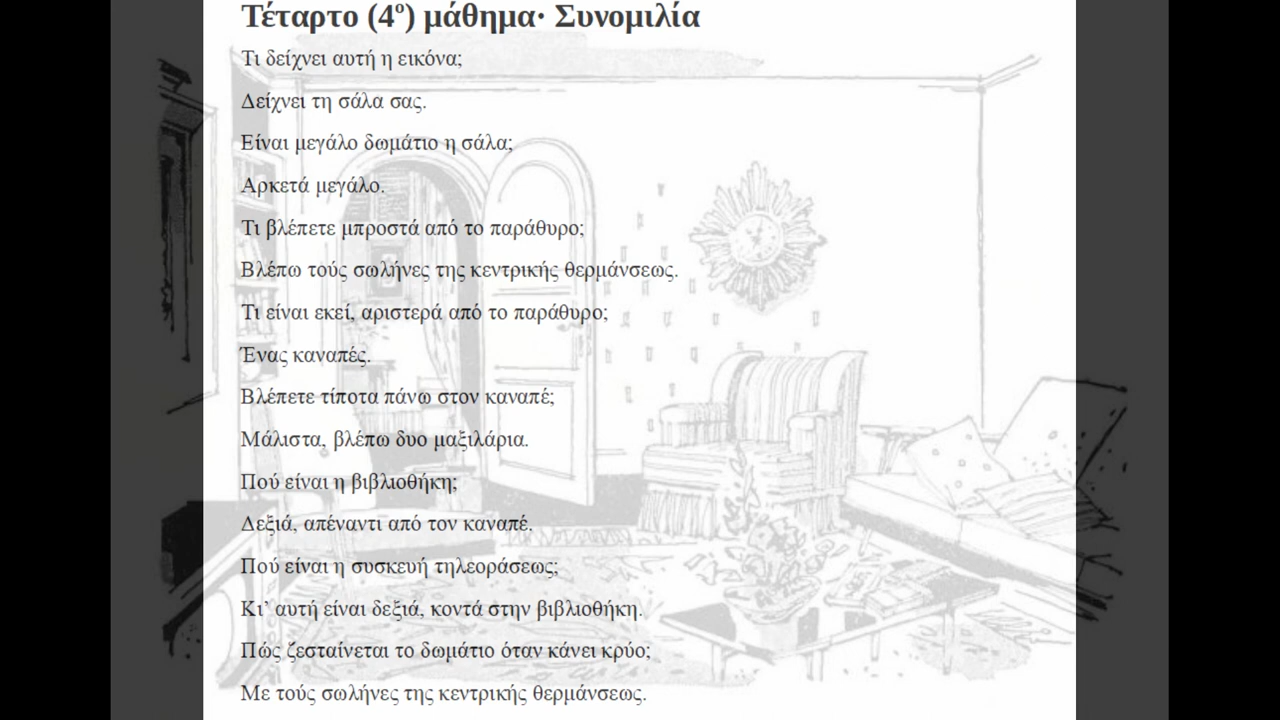 Τέταρτο (4º) μάθημα· Συνομιλία
Τι δείχνει αυτή η εικόνα;
Δείχνει τη σάλα σας.
Είναι μεγάλο δωμάτιο η σάλα;
Αρκετά μεγάλο.
Τι βλέπετε μπροστά από το παράθυρο;
Βλέπω τούς σωλήνες της κεντρικής θερμάνσεως.
Τι είναι εκεί, αριστερά από το παράθυρο;
Ένας καναπές.
Βλέπετε τίποτα πάνω στον καναπέ;
Μάλιστα, βλέπω δυο μαξιλάρια.
Πού είναι η βιβλιοθήκη;
Δεξιά, απέναντι από τον καναπέ.
Πού είναι η συσκευή τηλεοράσεως;
Κι’ αυτή είναι δεξιά, κοντά στην βιβλιοθήκη.
Πώς ζεσταίνεται το δωμάτιο όταν κάνει κρύο;
Με τούς σωλήνες της κεντρικής θερμάνσεως.